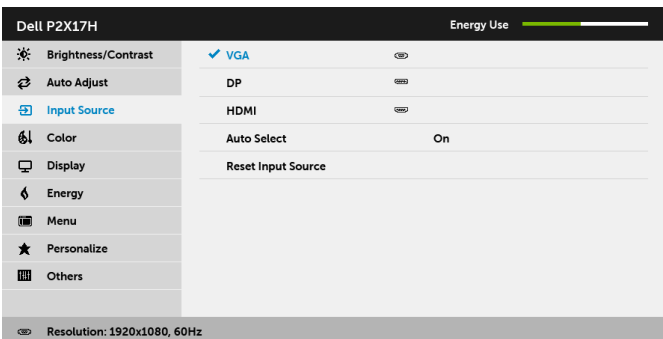 Dell P2X17H Energy Use
Brightness/Contrast VGA
Auto Adjust DP
Input Source HDMI
Color Auto Select On
Display Reset Input Source
Energy
Menu
Personalize
Others
Resolution: 1920x1080, 60Hz